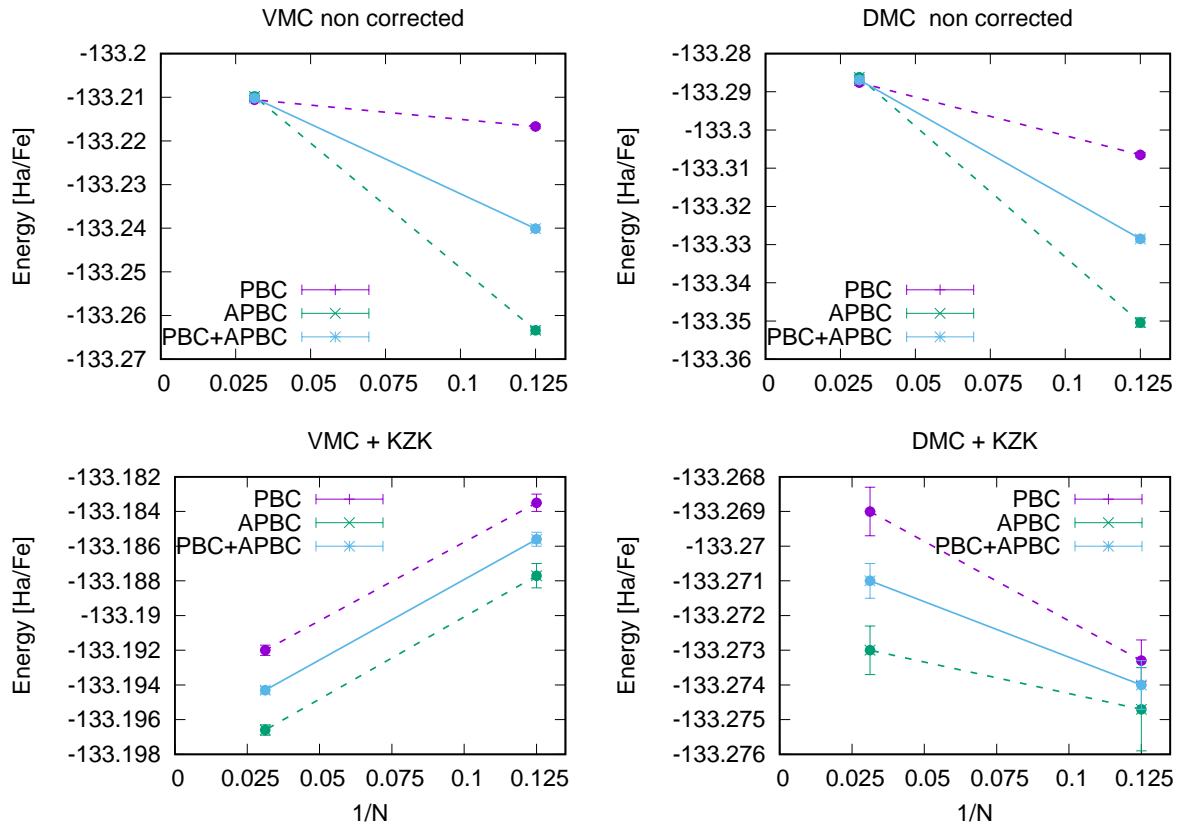 VMC non corrected
Energy [Ha/Fe]
-133.2
-133.21
-133.22
-133.23
-133.24
-133.25
-133.26
-133.27
0 0.025 0.05 0.075 0.1 0.125
PBC
APBC
PBC+APBC
DMC non corrected
Energy [Ha/Fe]
-133.28
-133.29
-133.3
-133.31
-133.32
-133.33
-133.34
-133.35
-133.36
0 0.025 0.05 0.075 0.1 0.125
PBC
APBC
PBC+APBC
VMC + KZK
Energy [Ha/Fe]
-133.182
-133.184
-133.186
-133.188
-133.19
-133.192
-133.194
-133.196
-133.198
0 0.025 0.05 0.075 0.1 0.125
1/N
PBC
APBC
PBC+APBC
DMC + KZK
Energy [Ha/Fe]
-133.268
-133.269
-133.27
-133.271
-133.272
-133.273
-133.274
-133.275
-133.276
0 0.025 0.05 0.075 0.1 0.125
1/N
PBC
APBC
PBC+APBC